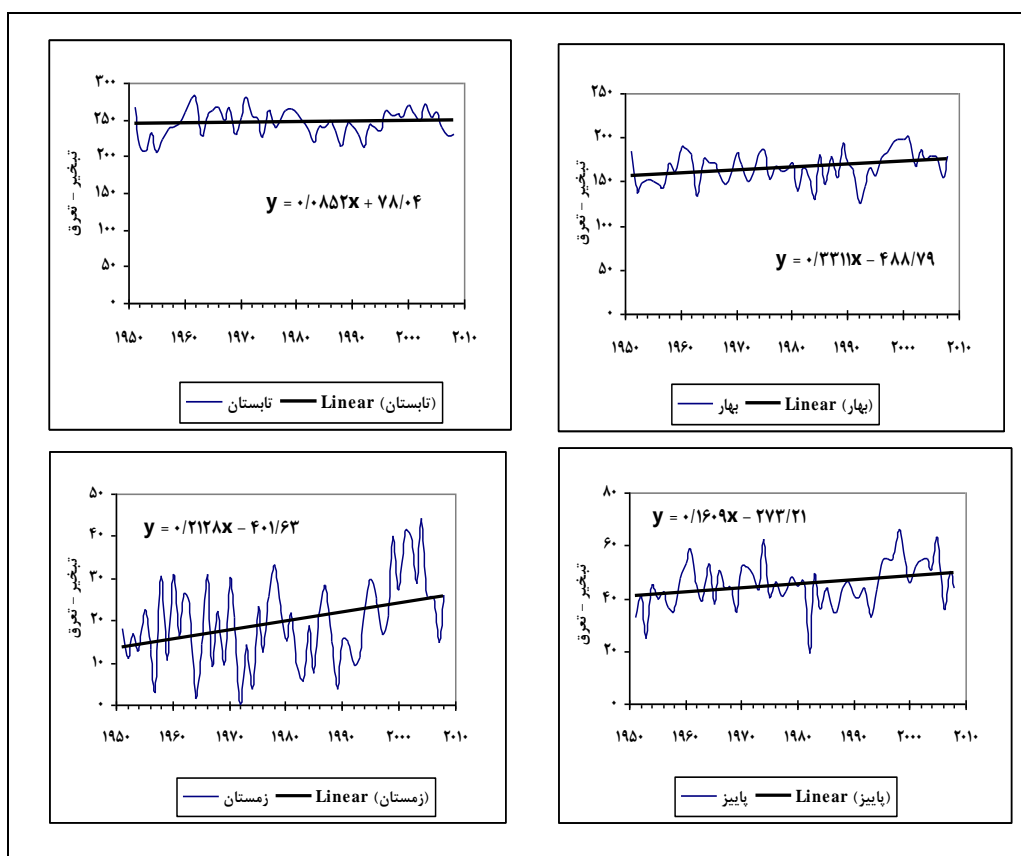 تبخیر - تعرق
۳۰۰
۲۵۰
۲۰۰
۱۵۰
۱۰۰
۵۰
۰
y = ۰/۰۸۵۲x + ۷۸/۰۴
۱۹۵۰ ۱۹۶۰ ۱۹۷۰ ۱۹۸۰ ۱۹۹۰ ۲۰۰۰ ۲۰۱۰
تابستان Linear (تابستان)
تبخیر - تعرق
۲۵۰
۲۰۰
۱۵۰
۱۰۰
۵۰
۰
y = ۰/۳۳۱۱x - ۴۸۸/۷۹
۱۹۵۰ ۱۹۶۰ ۱۹۷۰ ۱۹۸۰ ۱۹۹۰ ۲۰۰۰ ۲۰۱۰
بهار Linear (بهار)
تبخیر - تعرق
۵۰
۴۰
۳۰
۲۰
۱۰
۰
y = ۰/۲۱۲۸x - ۴۰۱/۶۳
۱۹۵۰ ۱۹۶۰ ۱۹۷۰ ۱۹۸۰ ۱۹۹۰ ۲۰۰۰ ۲۰۱۰
زمستان Linear (زمستان)
تبخیر - تعرق
۸۰
۶۰
۴۰
۲۰
۰
y = ۰/۱۶۰۹x - ۲۷۳/۲۱
۱۹۵۰ ۱۹۶۰ ۱۹۷۰ ۱۹۸۰ ۱۹۹۰ ۲۰۰۰ ۲۰۱۰
پاییز Linear (پاییز)